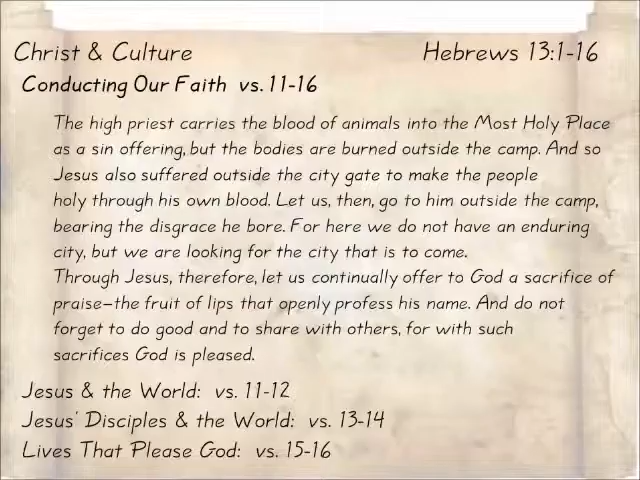 Christ & Culture Hebrews 13:1-16
Conducting Our Faith vs. 11-16
The high priest carries the blood of animals into the Most Holy Place
as a sin offering, but the bodies are burned outside the camp. And so
Jesus also suffered outside the city gate to make the people
holy through his own blood. Let us, then, go to him outside the camp,
bearing the disgrace he bore. For here we do not have an enduring
city, but we are looking for the city that is to come.
Through Jesus, therefore, let us continually offer to God a sacrifice of
praise—the fruit of lips that openly profess his name. And do not
forget to do good and to share with others, for with such
sacrifices God is pleased.
Jesus & the World: vs. 11-12
Jesus' Disciples & the World: vs. 13-14
Lives That Please God: vs. 15-16